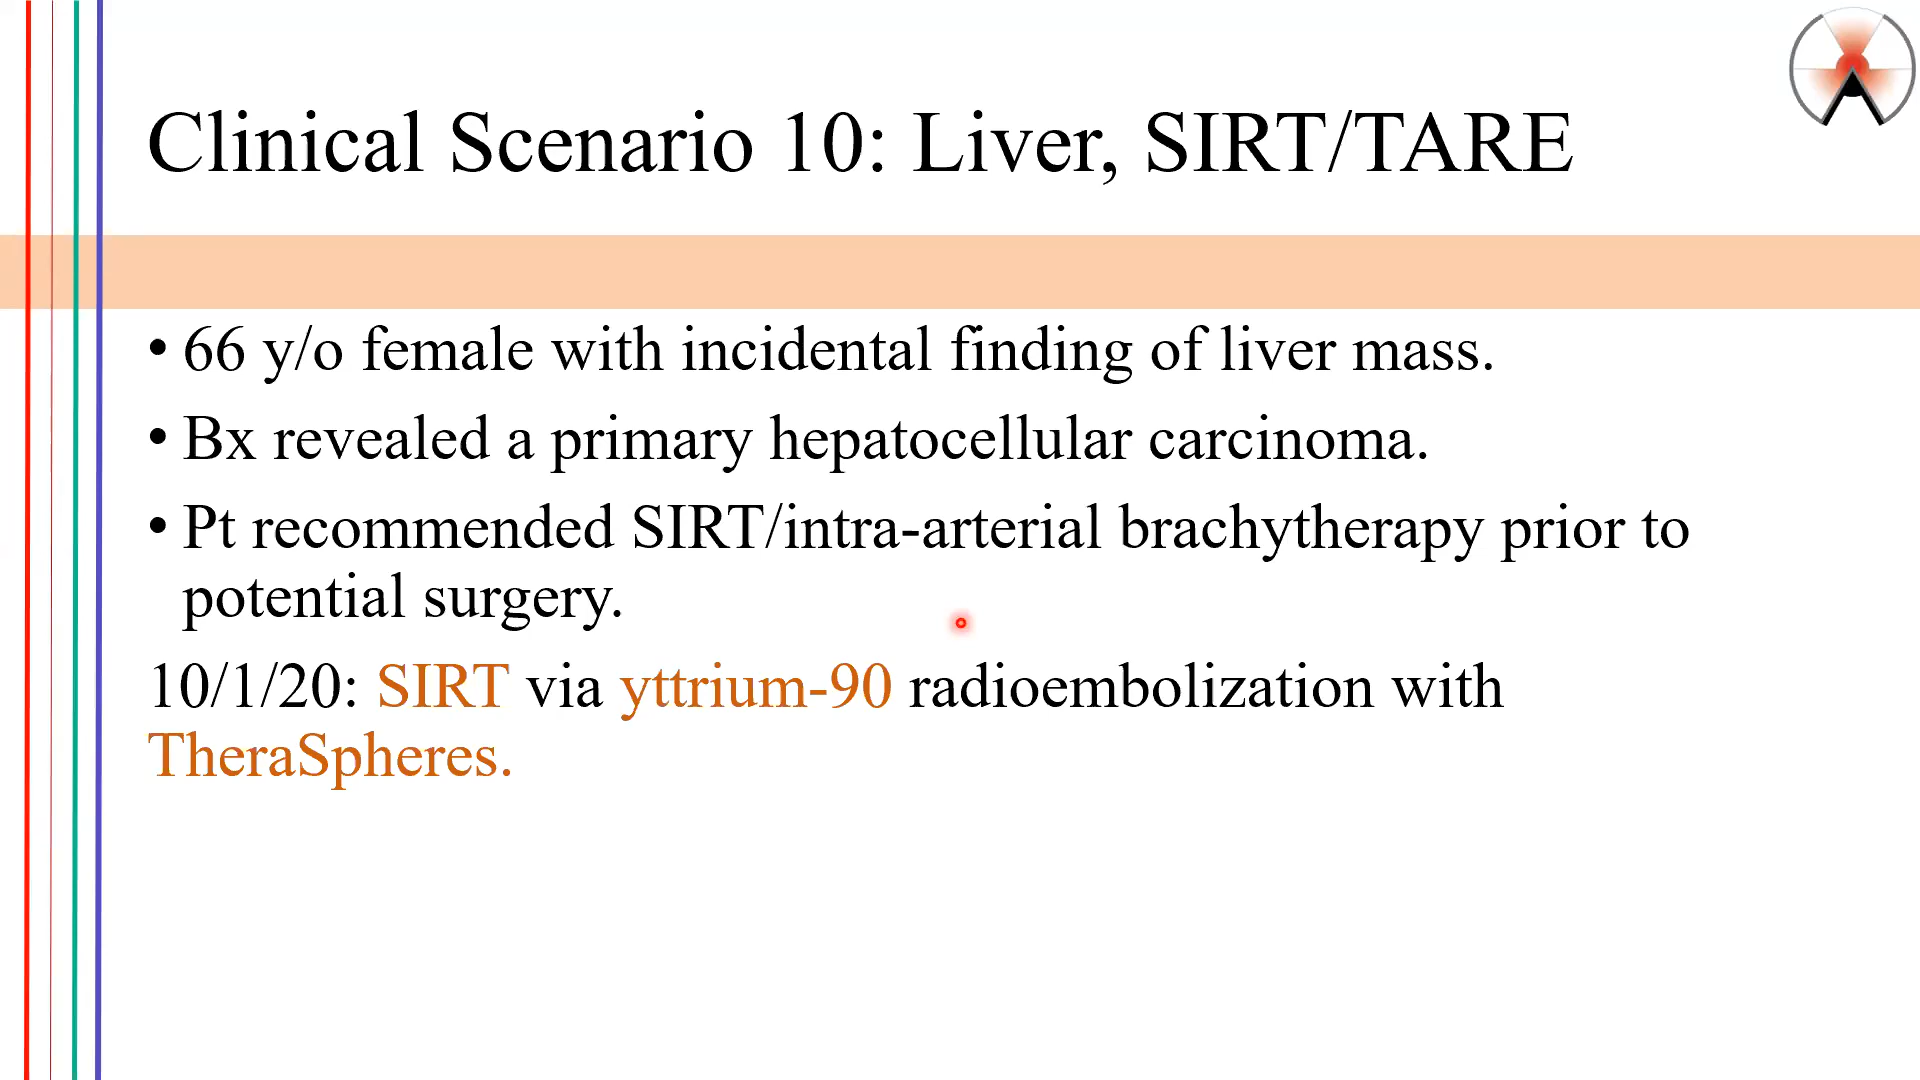 Clinical Scenario 10: Liver, SIRT/TARE
• 66 y/o female with incidental finding of liver mass.
• Bx revealed a primary hepatocellular carcinoma.
• Pt recommended SIRT/intra-arterial brachytherapy prior to
potential surgery.
10/1/20: SIRT via yttrium-90 radioembolization with
TheraSpheres.